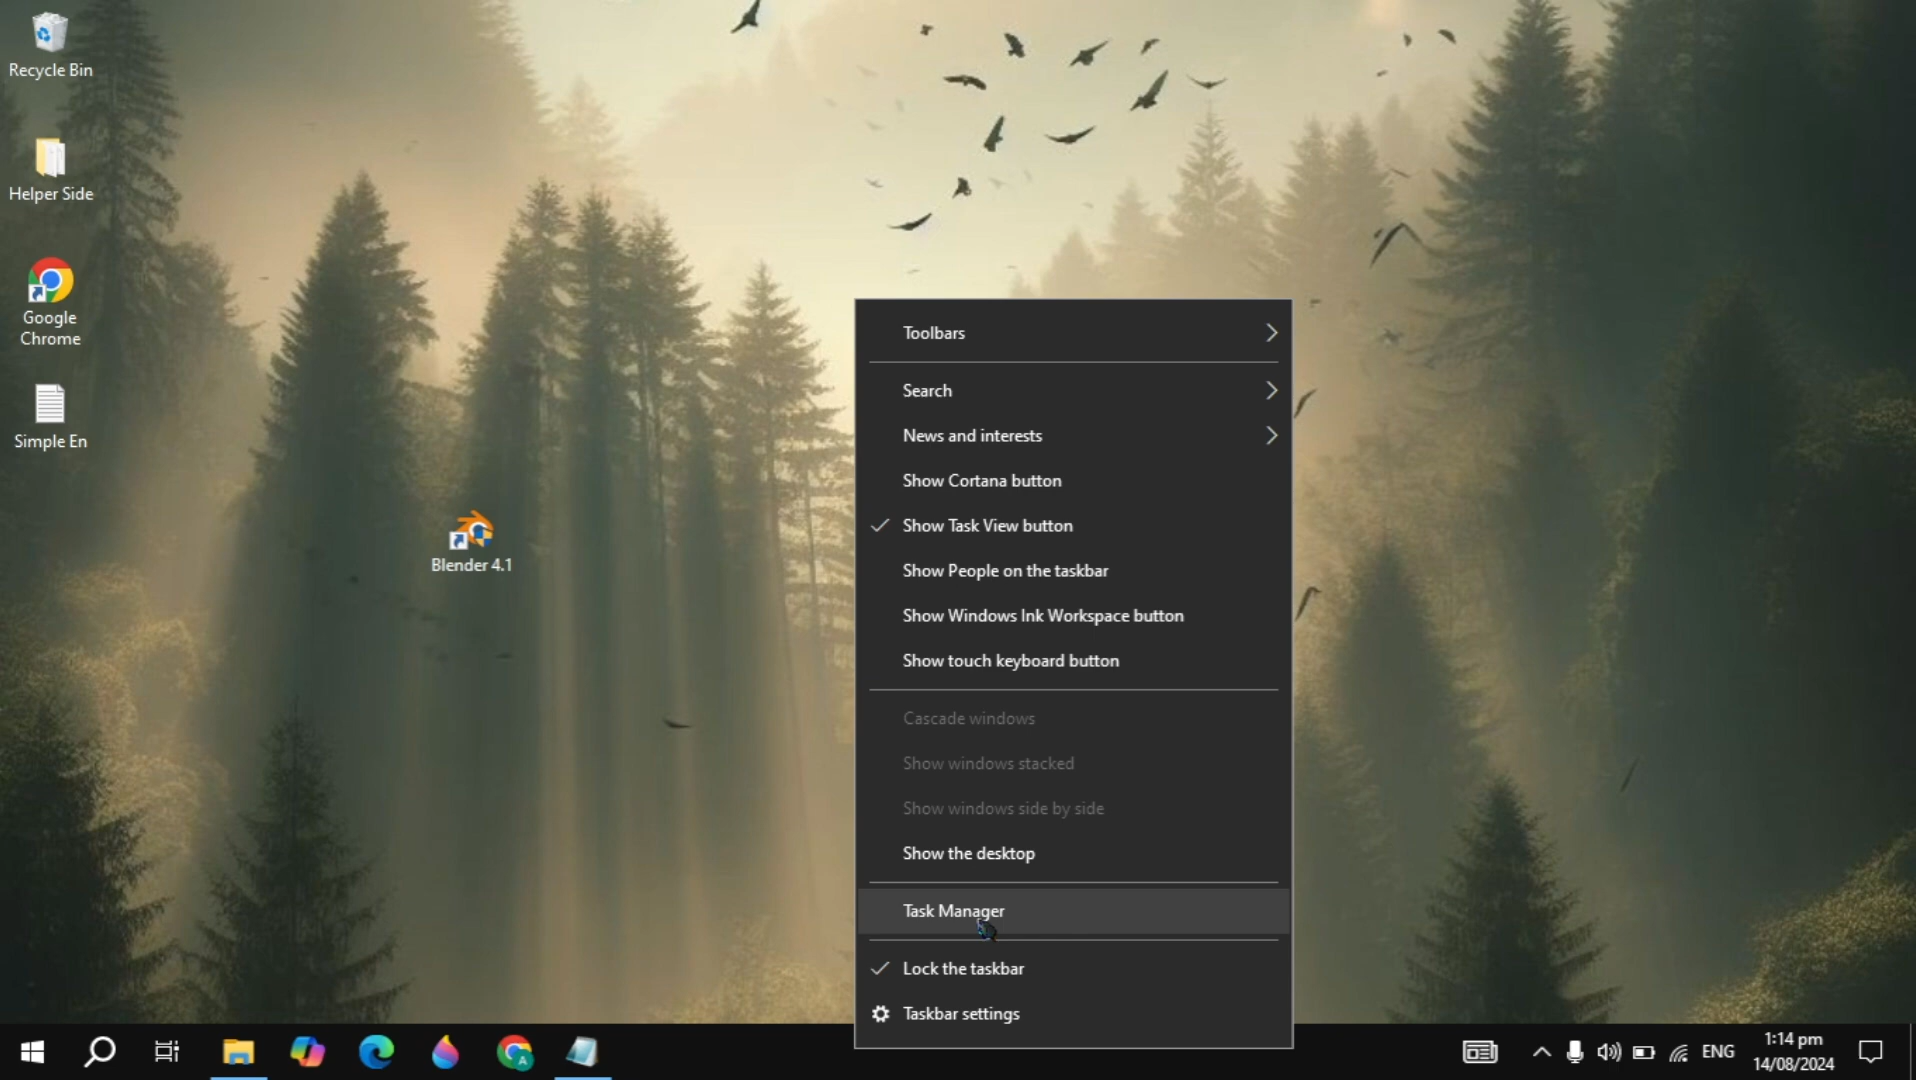 Recycle Bin
Helper Side
Google
Chrome
Simple En
Blender 4.1
Toolbars
Search
News and interests
Show Cortana button
Show Task View button
Show People on the taskbar
Show Windows Ink Workspace button
Show touch keyboard button
Cascade windows
Show windows stacked
Show windows side by side
Show the desktop
Task Manager
Lock the taskbar
Taskbar settings
A
ENG
1:14 pm
14/08/2024